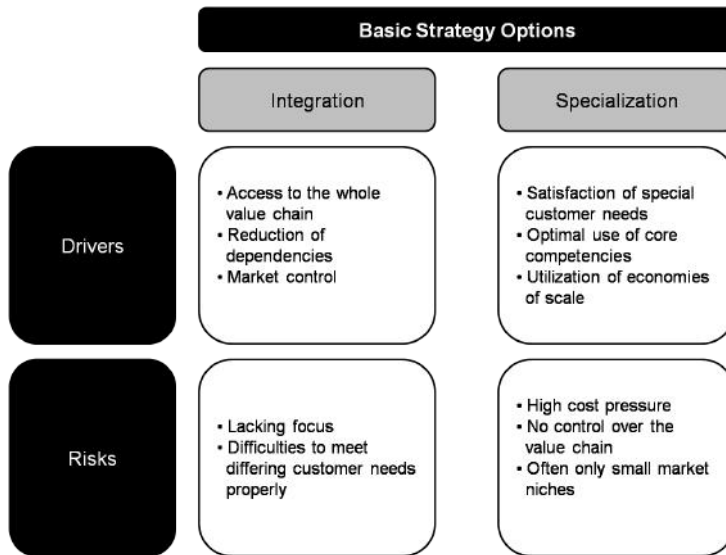 Basic Strategy Options
Integration
Specialization
Drivers
▪ Access to the whole
value chain
▪ Reduction of
dependencies
▪ Market control
▪ Satisfaction of special
customer needs
▪ Optimal use of core
competencies
▪ Utilization of economies
of scale
Risks
▪ Lacking focus
▪ Difficulties to meet
differing customer needs
properly
▪ High cost pressure
▪ No control over the
value chain
▪ Often only small market
niches